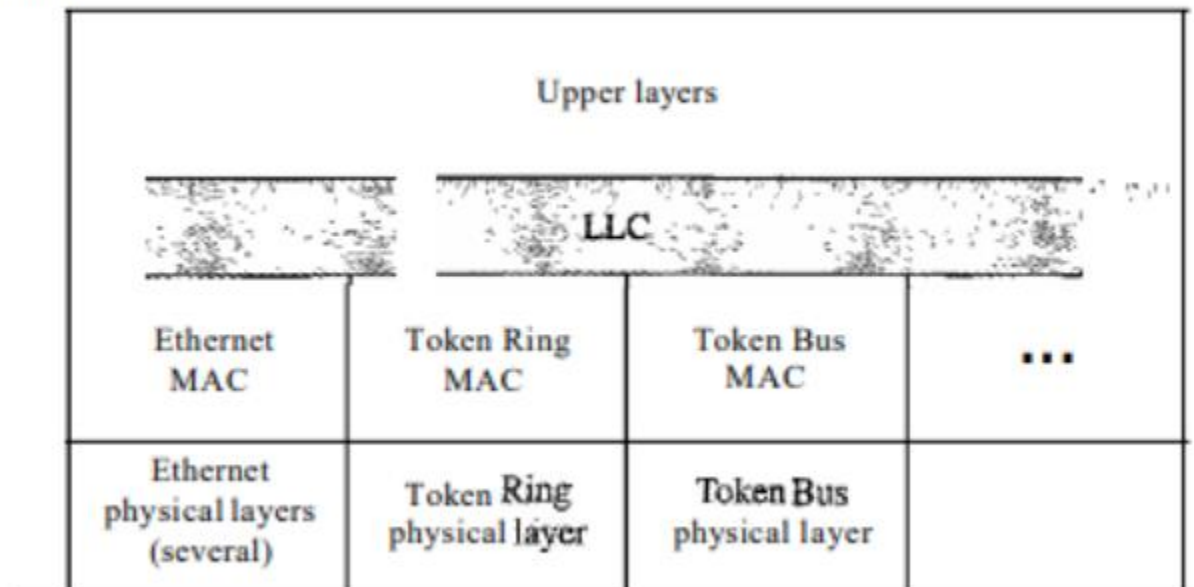 Upper layers
LLC
Ethernet
MAC
Token Ring
MAC
Token Bus
MAC
...
Ethernet
physical layers
(several)
Token Ring
physical layer
Token Bus
physical layer